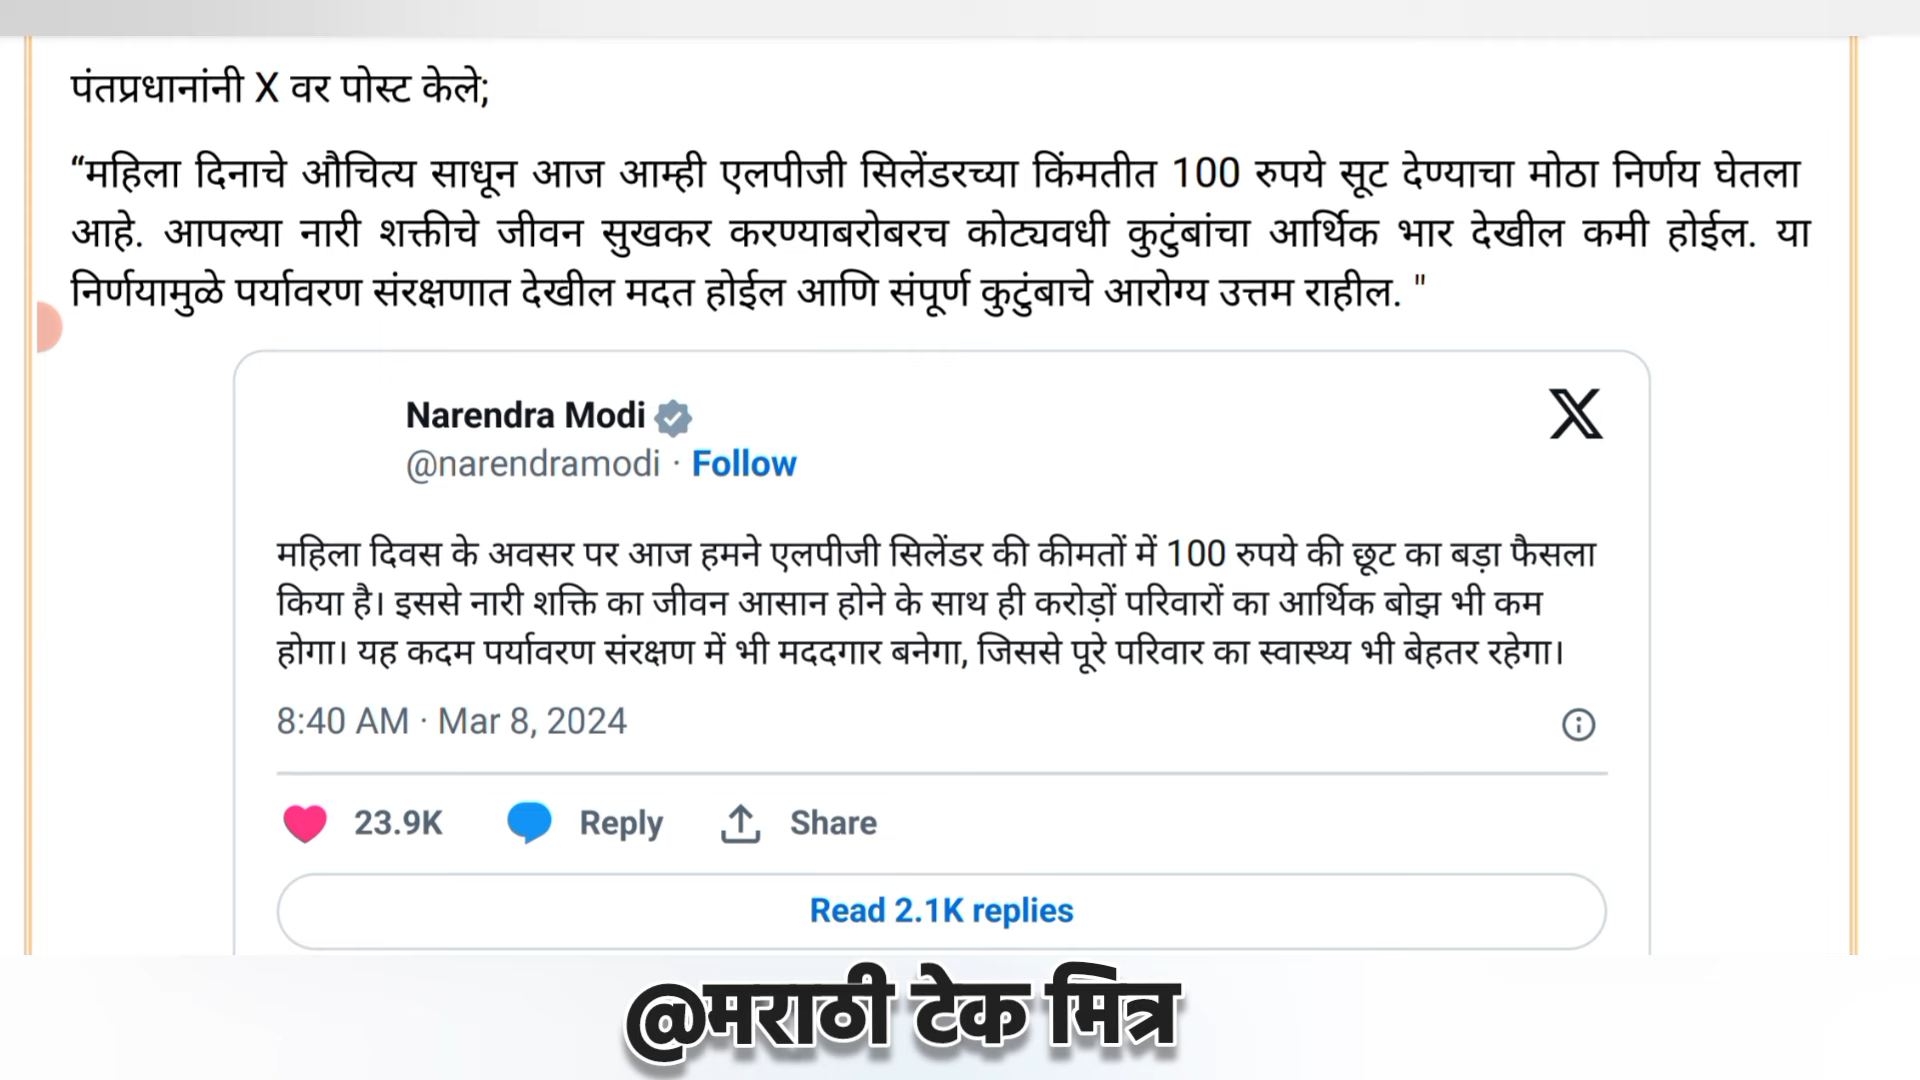 पंतप्रधानांनी X वर पोस्ट केले;
“महिला दिनाचे औचित्य साधून आज आम्ही एलपीजी सिलेंडरच्या किंमतीत 100 रुपये सूट देण्याचा मोठा निर्णय घेतला
आहे. आपल्या नारी शक्तीचे जीवन सुखकर करण्याबरोबरच कोट्यवधी कुटुंबांचा आर्थिक भार देखील कमी होईल. या
निर्णयामुळे पर्यावरण संरक्षणात देखील मदत होईल आणि संपूर्ण कुटुंबाचे आरोग्य उत्तम राहील. "
Narendra Modi
@narendramodi · Follow
महिला दिवस के अवसर पर आज हमने एलपीजी सिलेंडर की कीमतों में 100 रुपये की छूट का बड़ा फैसला
किया है। इससे नारी शक्ति का जीवन आसान होने के साथ ही करोड़ों परिवारों का आर्थिक बोझ भी कम
होगा। यह कदम पर्यावरण संरक्षण में भी मददगार बनेगा, जिससे पूरे परिवार का स्वास्थ्य भी बेहतर रहेगा।
8:40 AM · Mar 8, 2024
23.9K Reply Share
Read 2.1K replies
@मराठी टेक मित्र